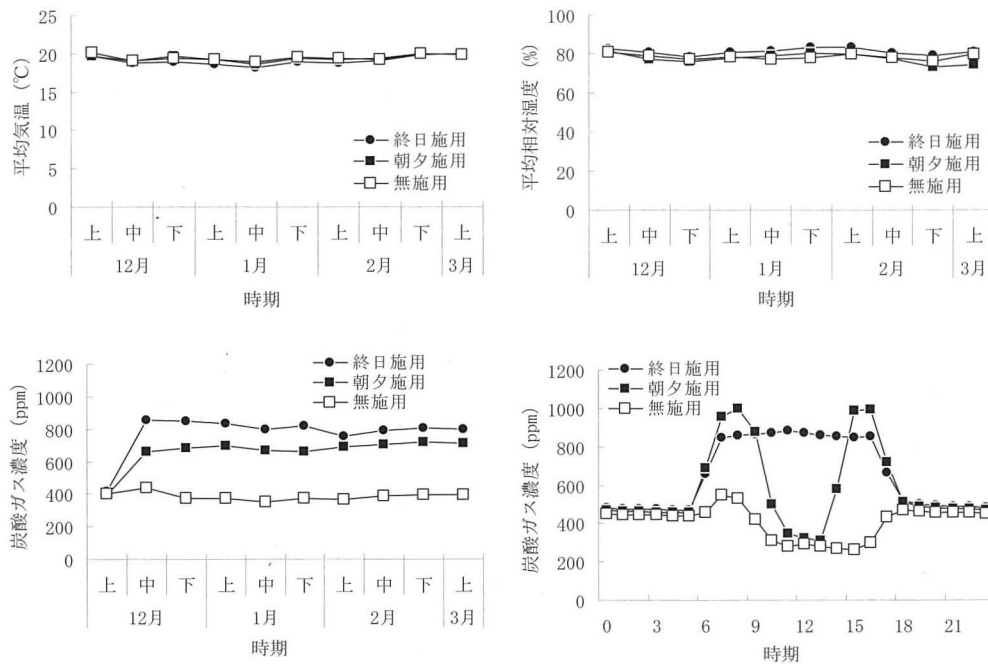 平均気温 (℃)
25
20
15
10
5
0
終日施用
朝夕施用
無施用
上 中 下 上 中 下 上 中 下 上
12月 1月 2月 3月
時期
平均相対湿度 (%)
100
80
60
40
20
0
終日施用
朝夕施用
無施用
上 中 下 上 中 下 上 中 下 上
12月 1月 2月 3月
時期
炭酸ガス濃度 (ppm)
1200
1000
800
600
400
200
0
終日施用
朝夕施用
無施用
上 中 下 上 中 下 上 中 下 上
12月 1月 2月 3月
時期
炭酸ガス濃度 (ppm)
1200
1000
800
600
400
200
0
終日施用
朝夕施用
無施用
0 3 6 9 12 15 18 21
時期